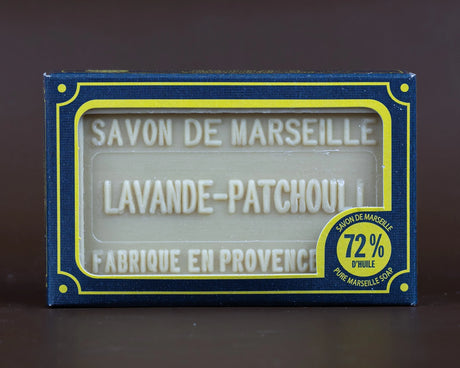 SAVON DE MARSEILLE
LAVANDE-PATCHOULI
FABRIQUE EN PROVENCE
SAVON DE MARSEILLE
72%
D'HUILE
PURE MARSEILLE SOAP